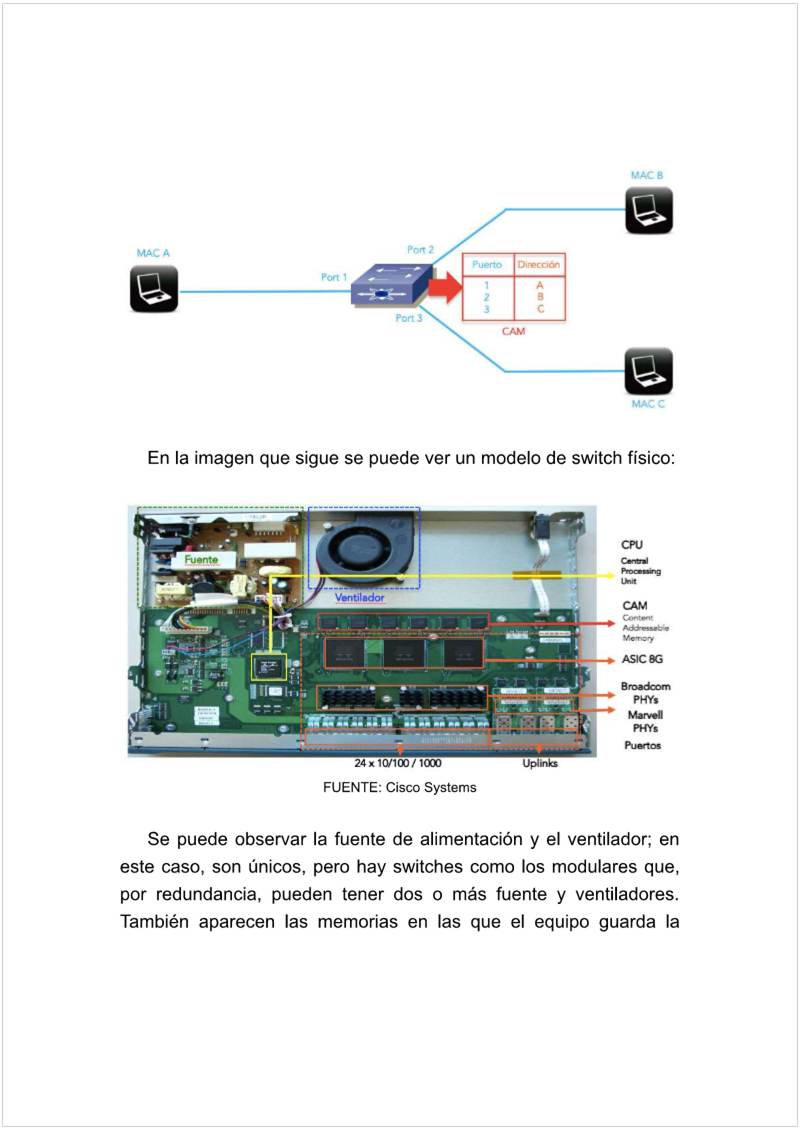 MAC B
MAC A
Port 2
Port 1
Puerto Dirección
1 A
2 B
3 C
Port 3
CAM
MAC C
En la imagen que sigue se puede ver un modelo de switch físico:
Fuente
Ventilador
CPU
Central
Processing
Unit
CAM
Content
Addressable
Memory
ASIC 8G
Broadcom
PHYs
Marvell
PHYs
Puertos
24 x 10/100 / 1000 Uplinks
FUENTE: Cisco Systems
Se puede observar la fuente de alimentación y el ventilador; en
este caso, son únicos, pero hay switches como los modulares que,
por redundancia, pueden tener dos o más fuente y ventiladores.
También aparecen las memorias en las que el equipo guarda la